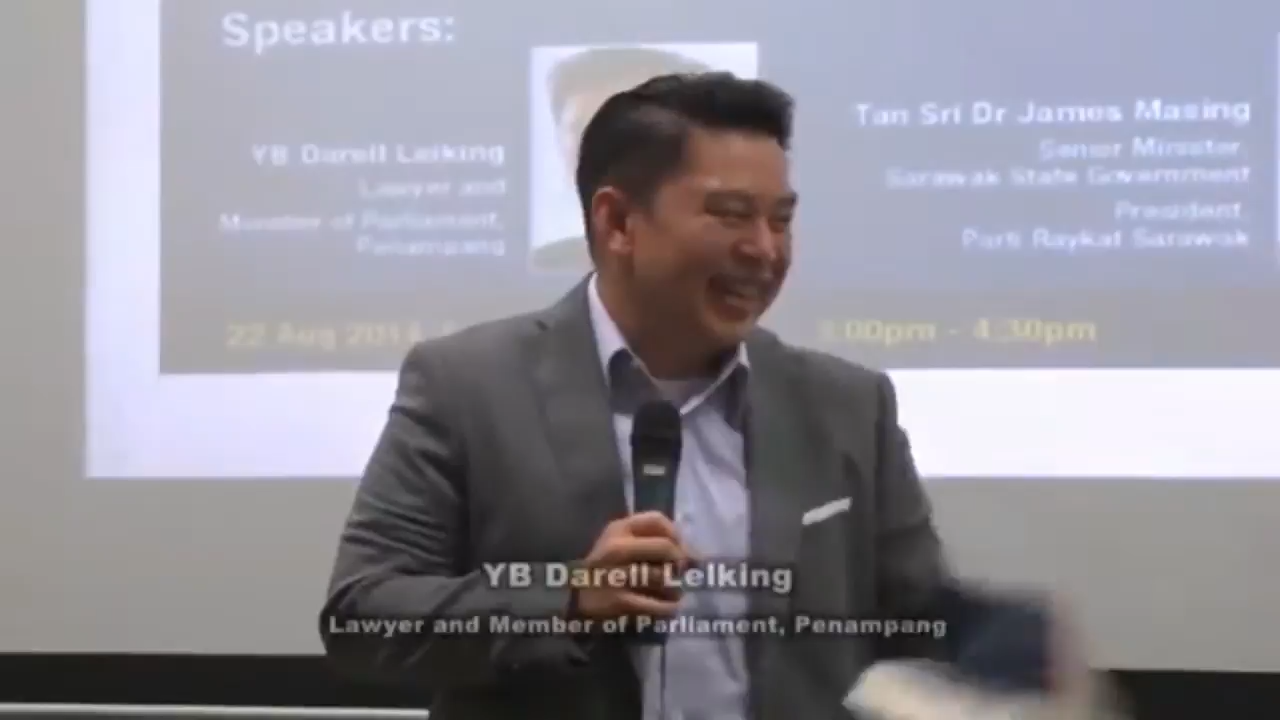 Speakers:
YB Darell Leiking
Lawyer and
Member of Parliament,
Penampang
Tan Sri Dr James Masing
Senior Minister,
Sarawak State Government
President,
Parti Raykat Sarawak
22 Aug 2014
:00pm - 4:30pm
YB Darell Leiking
Lawyer and Member of Parliament, Penampang